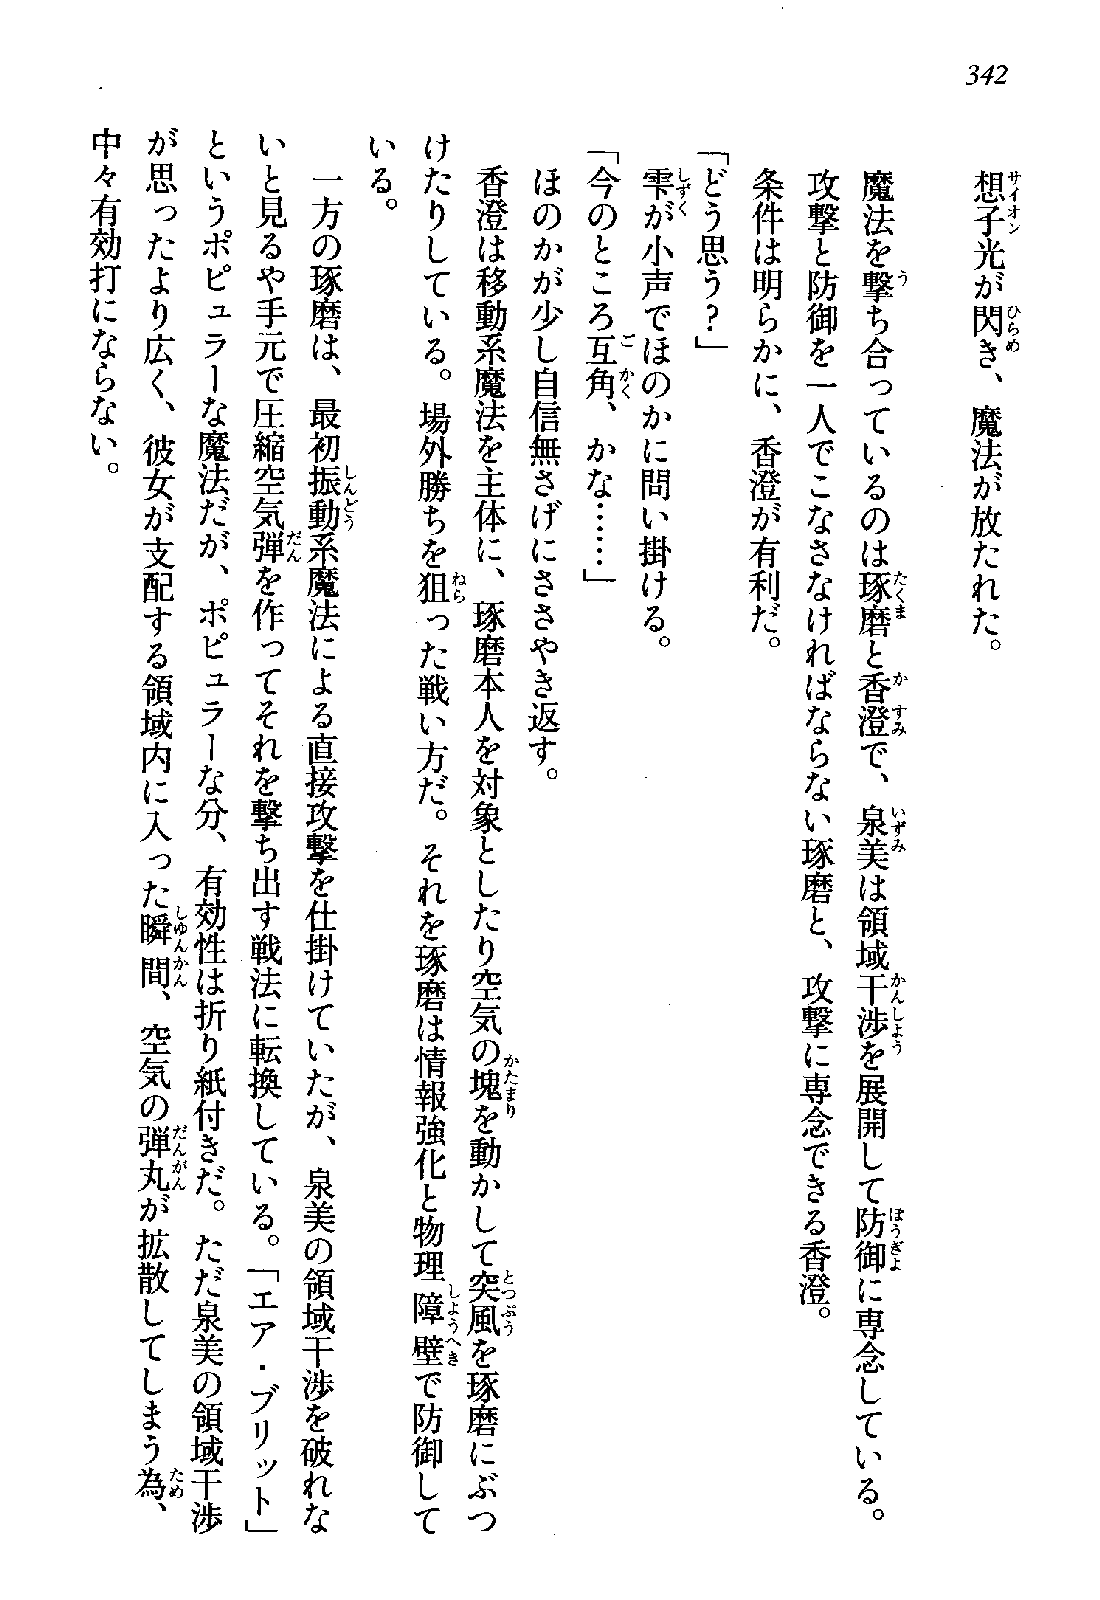 342
想子光が閃き、魔法が放たれた。
魔法を撃ち合っているのは琢磨と香澄で、泉美は領域干渉を展開して防御に専念している。
攻撃と防御を一人でこなさなければならない琢磨と、攻撃に専念できる香澄。
条件は明らかに、香澄が有利だ。
「どう思う？」
雫が小声でほのかに問い掛ける。
「今のところ互角、かな……」
ほのかが少し自信無さげにささやき返す。
香澄は移動系魔法を主体に、琢磨本人を対象としたり空気の塊を動かして突風を琢磨にぶつ
けたりしている。場外勝ちを狙った戦い方だ。それを琢磨は情報強化と物理障壁で防御して
いる。
一方の琢磨は、最初振動系魔法による直接攻撃を仕掛けていたが、泉美の領域干渉を破れな
いと見るや手元で圧縮空気弾を作ってそれを撃ち出す戦法に転換している。「エア・ブリット」
というポピュラーな魔法だが、ポピュラーな分、有効性は折り紙付きだ。ただ泉美の領域干渉
が思ったより広く、彼女が支配する領域内に入った瞬間、空気の弾丸が拡散してしまう為、
中々有効打にならない。